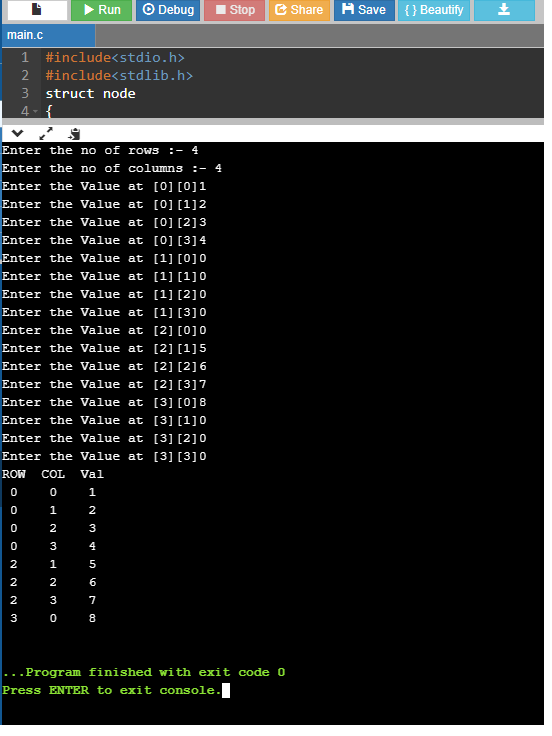 Run Debug Stop Share Save { } Beautify
main.c
1 #include<stdio.h>
2 #include<stdlib.h>
3 struct node
4 {
Enter the no of rows :- 4
Enter the no of columns :- 4
Enter the Value at [0][0]1
Enter the Value at [0][1]2
Enter the Value at [0][2]3
Enter the Value at [0][3]4
Enter the Value at [1][0]0
Enter the Value at [1][1]0
Enter the Value at [1][2]0
Enter the Value at [1][3]0
Enter the Value at [2][0]0
Enter the Value at [2][1]5
Enter the Value at [2][2]6
Enter the Value at [2][3]7
Enter the Value at [3][0]8
Enter the Value at [3][1]0
Enter the Value at [3][2]0
Enter the Value at [3][3]0
ROW COL Val
0 0 1
0 1 2
0 2 3
0 3 4
2 1 5
2 2 6
2 3 7
3 0 8
...Program finished with exit code 0
Press ENTER to exit console.